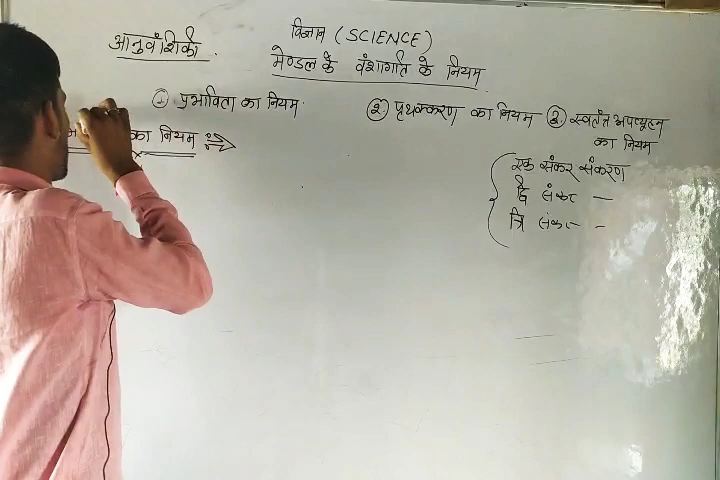 विज्ञान (SCIENCE)
आनुवंशिकी.
मेण्डल के वंशागति के नियम
① प्रभाविता का नियम
② पृथक्करण का नियम
③ स्वतंत्र अपव्यूहन
का नियम
का नियम ⇒
एक संकर संकरण
द्वि संकर —
त्रि संकर — -